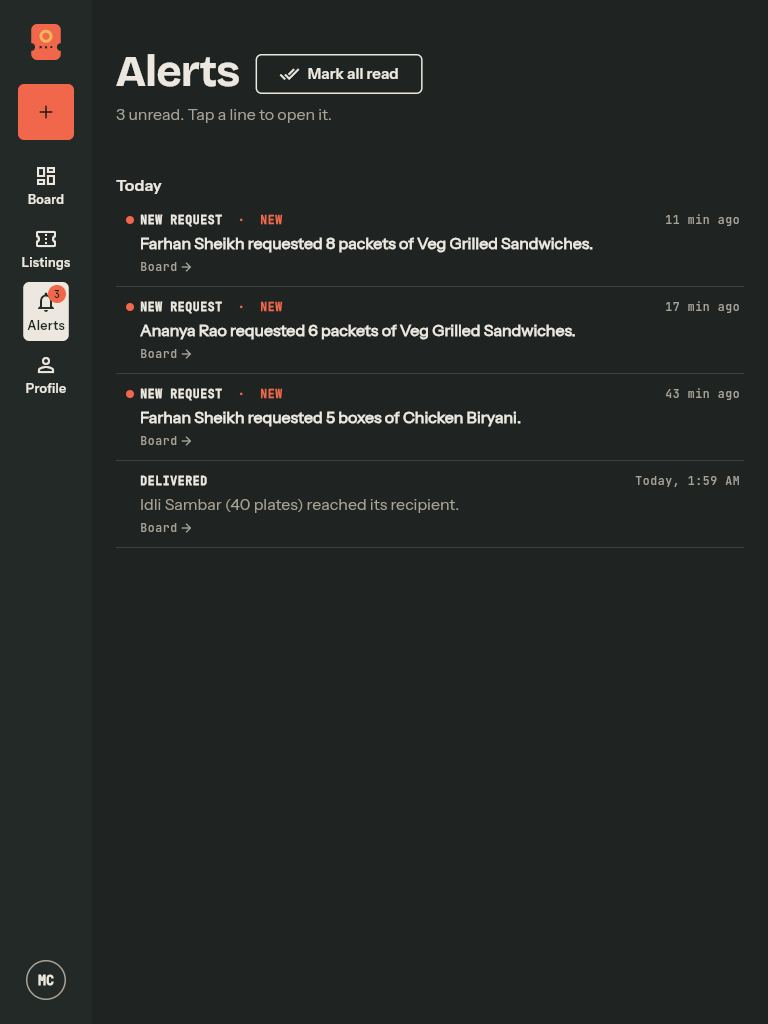 Alerts
Mark all read
3 unread. Tap a line to open it.
Board
Listings
3
Alerts
Profile
MC
Today
NEW REQUEST · NEW 11 min ago
Farhan Sheikh requested 8 packets of Veg Grilled Sandwiches.
Board →
NEW REQUEST · NEW 17 min ago
Ananya Rao requested 6 packets of Veg Grilled Sandwiches.
Board →
NEW REQUEST · NEW 43 min ago
Farhan Sheikh requested 5 boxes of Chicken Biryani.
Board →
DELIVERED Today, 1:59 AM
Idli Sambar (40 plates) reached its recipient.
Board →